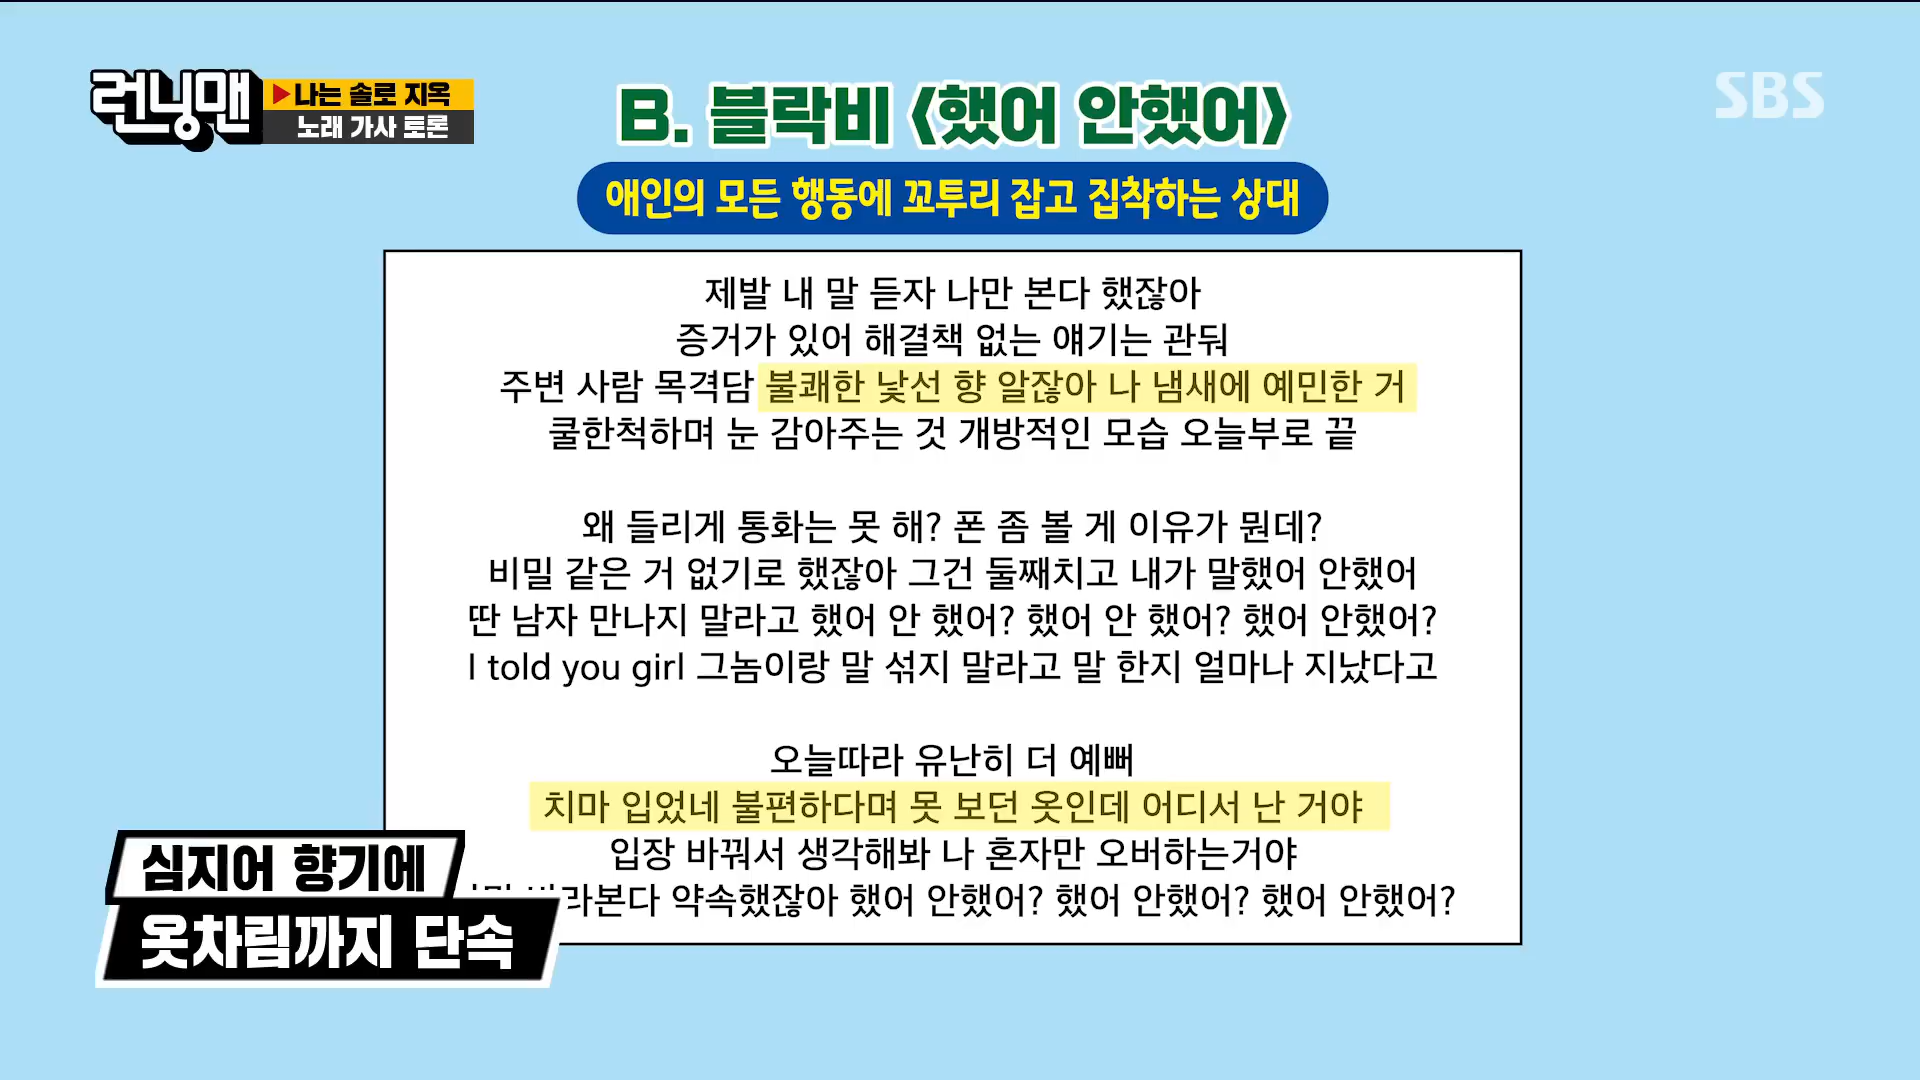 런닝맨
▶나는 솔로 지옥
노래 가사 토론
SBS
B. 블락비 〈했어 안했어〉
애인의 모든 행동에 꼬투리 잡고 집착하는 상대
제발 내 말 듣자 나만 본다 했잖아
증거가 있어 해결책 없는 얘기는 관둬
주변 사람 목격담 불쾌한 낯선 향 알잖아 나 냄새에 예민한 거
쿨한척하며 눈 감아주는 것 개방적인 모습 오늘부로 끝
왜 들리게 통화는 못 해? 폰 좀 볼 게 이유가 뭔데?
비밀 같은 거 없기로 했잖아 그건 둘째치고 내가 말했어 안했어
딴 남자 만나지 말라고 했어 안 했어? 했어 안 했어? 했어 안했어?
I told you girl 그놈이랑 말 섞지 말라고 말 한지 얼마나 지났다고
오늘따라 유난히 더 예뻐
치마 입었네 불편하다며 못 보던 옷인데 어디서 난 거야
입장 바꿔서 생각해봐 나 혼자만 오버하는거야
라본다 약속했잖아 했어 안했어? 했어 안했어? 했어 안했어?
심지어 향기에
옷차림까지 단속